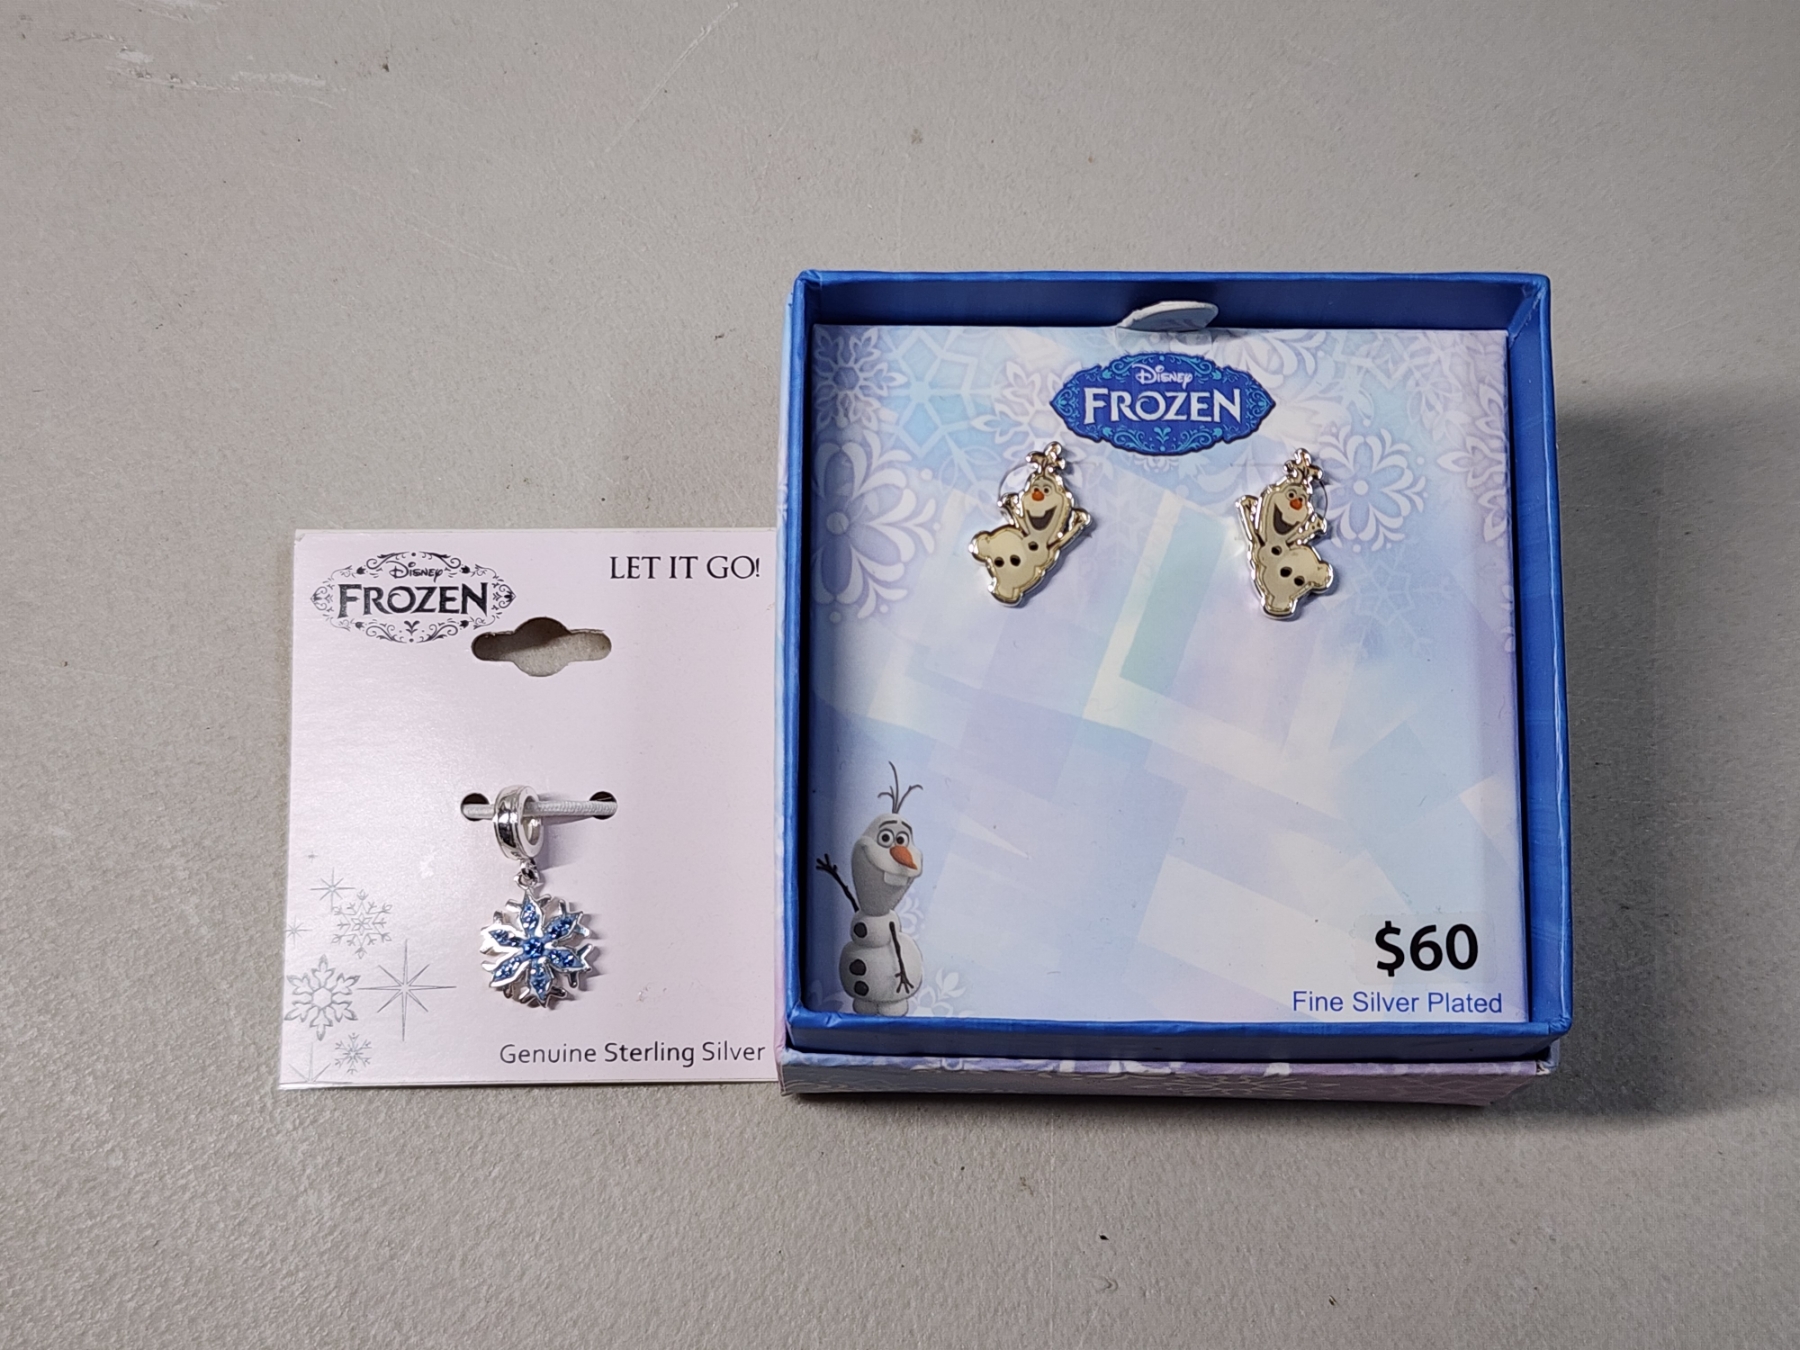 DISNEY
FROZEN
LET IT GO!
Genuine Sterling Silver
DISNEY
FROZEN
$60
Fine Silver Plated